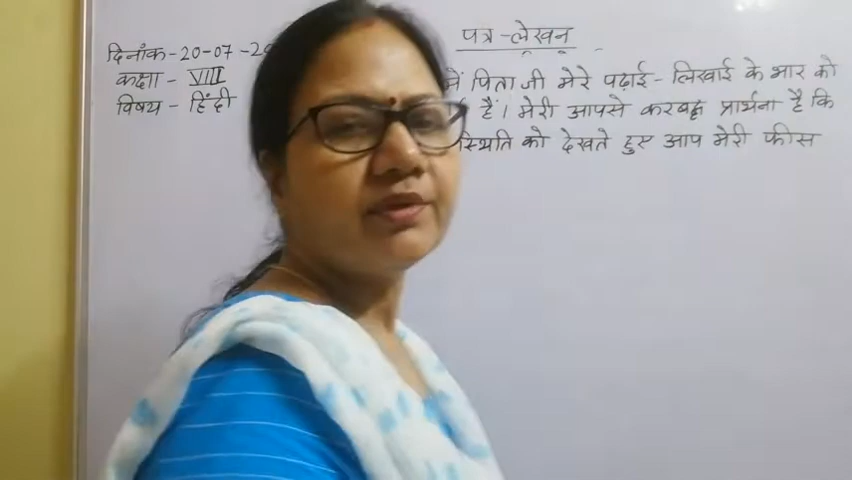 पत्र-लेखन
दिनाँक-20-07-20
कक्षा - VIII
विषय - हिंदी
में पिता जी मेरे पढ़ाई-लिखाई के भार को
हैं। मेरी आपसे करबद्ध प्रार्थना है कि
स्थिति को देखते हुए आप मेरी फीस